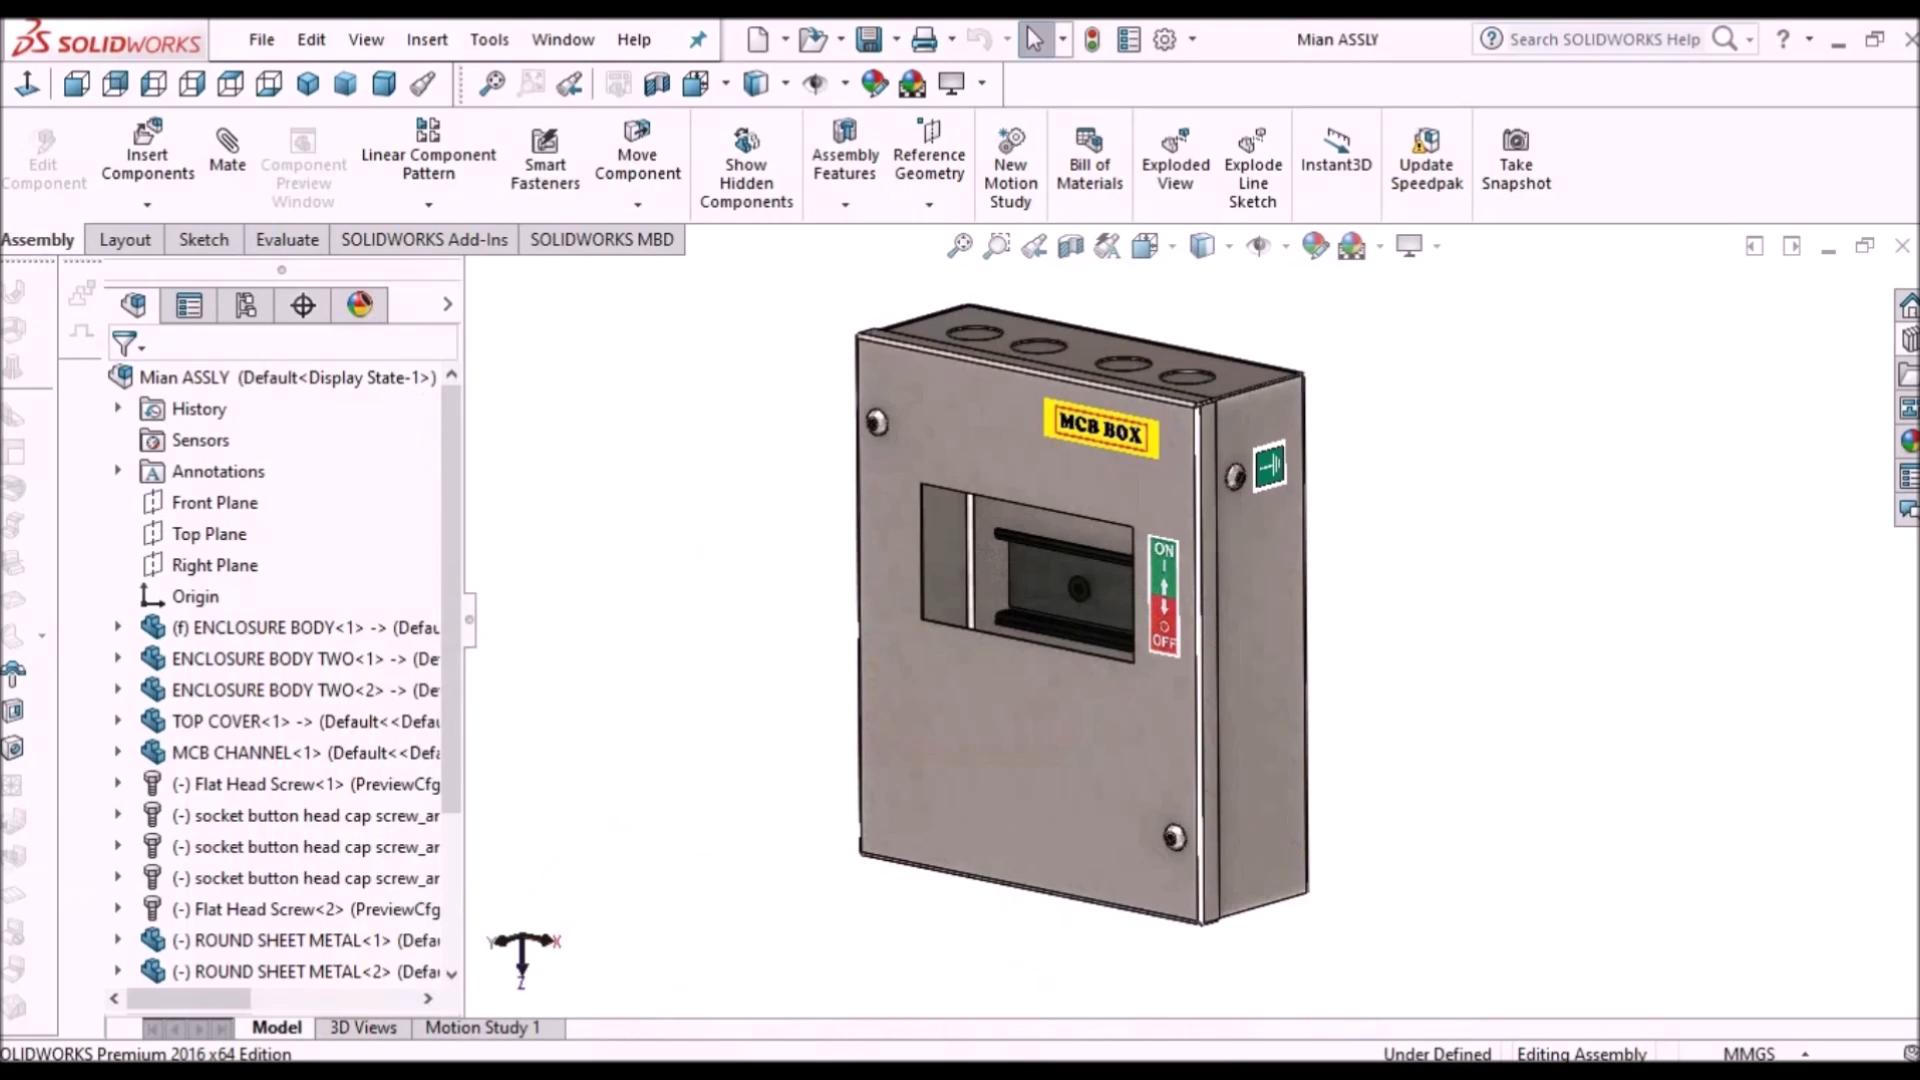 SOLIDWORKS File Edit View Insert Tools Window Help Mian ASSLY Search SOLIDWORKS Help ?
Edit Component
Insert Components
Mate
Component Preview Window
Linear Component Pattern
Smart Fasteners
Move Component
Show Hidden Components
Assembly Features
Reference Geometry
New Motion Study
Bill of Materials
Exploded View
Explode Line Sketch
Instant3D
Update Speedpak
Take Snapshot
Assembly Layout Sketch Evaluate SOLIDWORKS Add-Ins SOLIDWORKS MBD
Mian ASSLY (Default<Display State-1>)
History
Sensors
Annotations
Front Plane
Top Plane
Right Plane
Origin
(f) ENCLOSURE BODY<1> -> (Defau
ENCLOSURE BODY TWO<1> -> (De
ENCLOSURE BODY TWO<2> -> (De
TOP COVER<1> -> (Default<<Defau
MCB CHANNEL<1> (Default<<Defa
(-) Flat Head Screw<1> (PreviewCfg
(-) socket button head cap screw_ar
(-) socket button head cap screw_ar
(-) socket button head cap screw_ar
(-) Flat Head Screw<2> (PreviewCfg
(-) ROUND SHEET METAL<1> (Defau
(-) ROUND SHEET METAL<2> (Defau
MCB BOX
ON
I
O
OFF
Y X
Z
Model 3D Views Motion Study 1
OLIDWORKS Premium 2016 x64 Edition Under Defined Editing Assembly MMGS